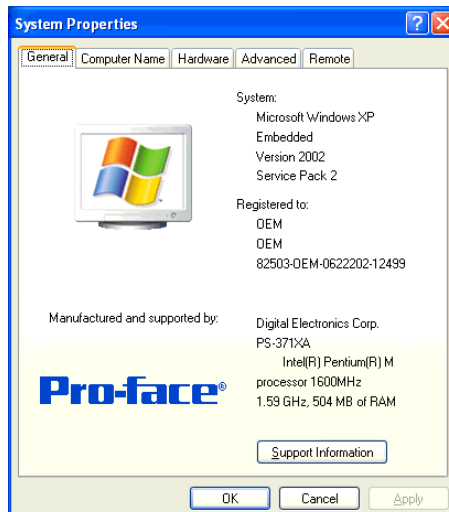 System Properties
General Computer Name Hardware Advanced Remote
System:
Microsoft Windows XP
Embedded
Version 2002
Service Pack 2
Registered to:
OEM
OEM
82503-OEM-0622202-12499
Manufactured and supported by:
Pro-face®
Digital Electronics Corp.
PS-371XA
Intel(R) Pentium(R) M
processor 1600MHz
1.59 GHz, 504 MB of RAM
Support Information
OK Cancel Apply